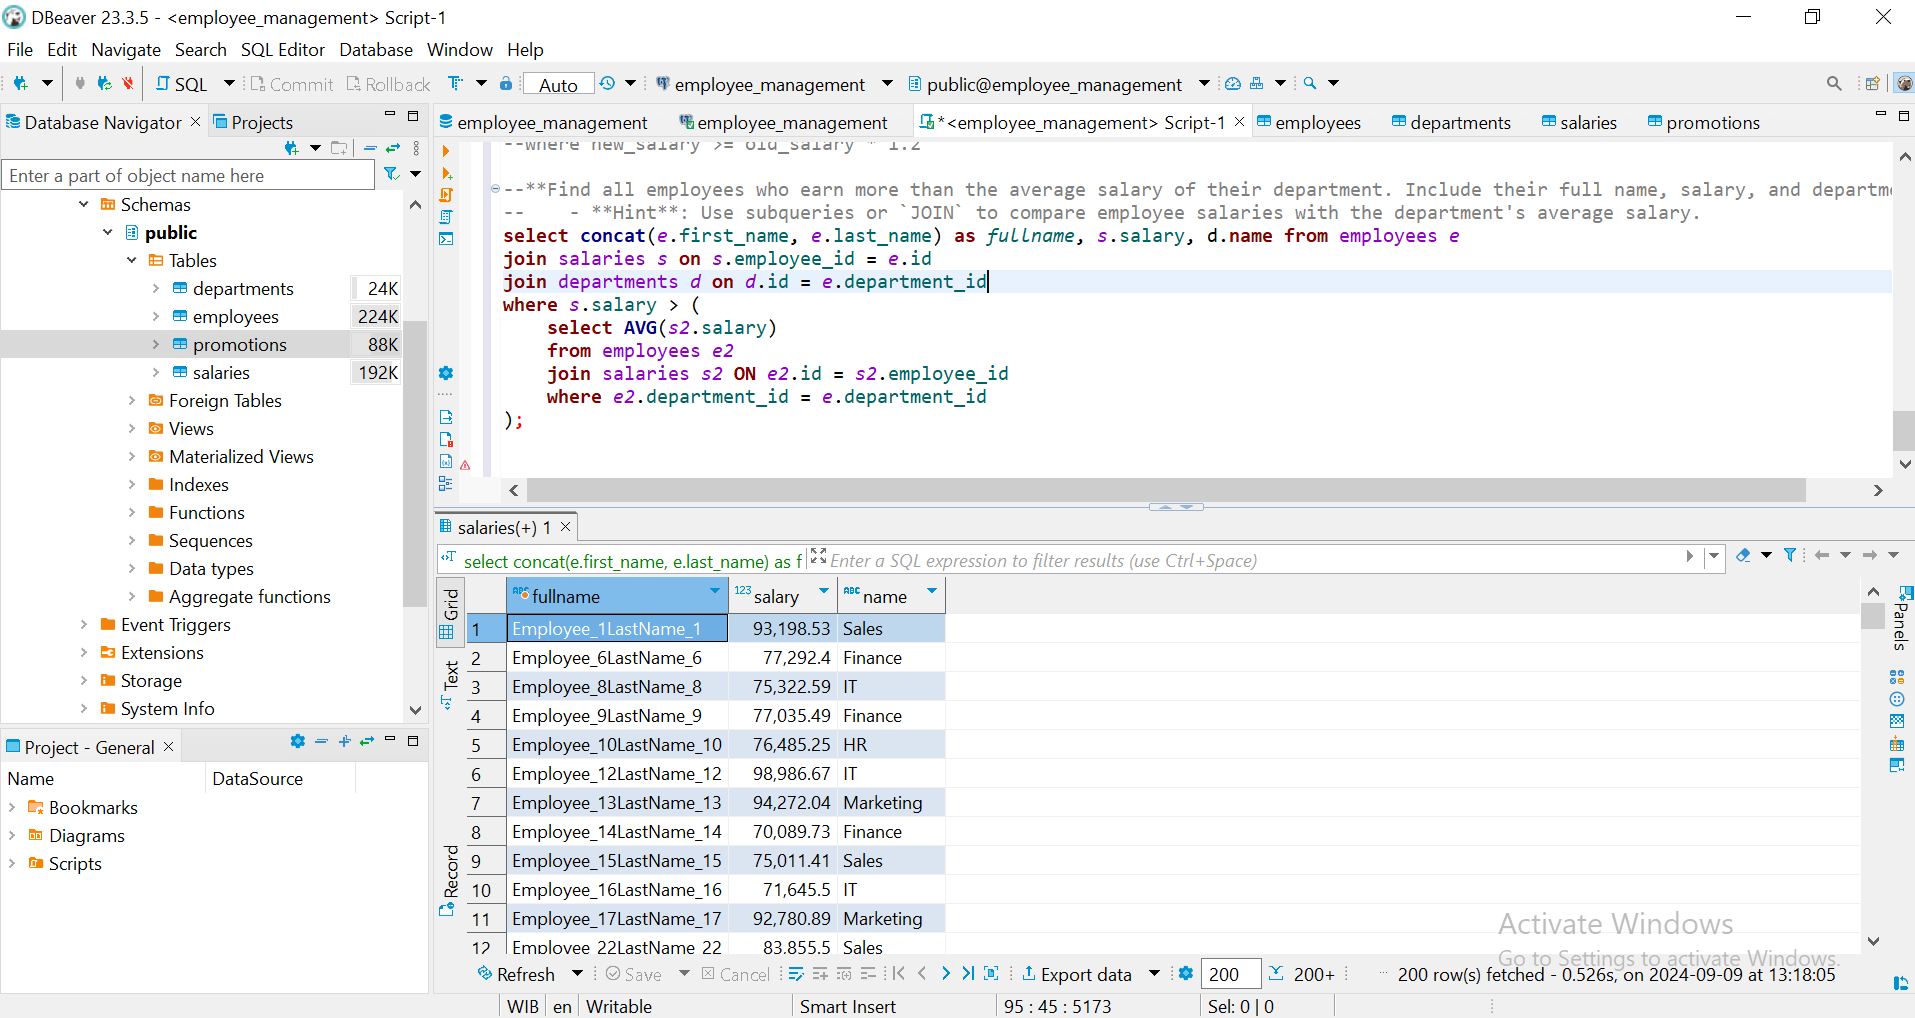 DBeaver 23.3.5 - <employee_management> Script-1
File Edit Navigate Search SQL Editor Database Window Help
SQL Commit Rollback Auto employee_management public@employee_management
Database Navigator Projects
Enter a part of object name here
Schemas
public
Tables
departments 24K
employees 224K
promotions 88K
salaries 192K
Foreign Tables
Views
Materialized Views
Indexes
Functions
Sequences
Data types
Aggregate functions
Event Triggers
Extensions
Storage
System Info
Project - General
Name DataSource
Bookmarks
Diagrams
Scripts
employee_management employee_management *<employee_management> Script-1 employees departments salaries promotions
--where new_salary >= old_salary * 1.2
--**Find all employees who earn more than the average salary of their department. Include their full name, salary, and departme
-- - **Hint**: Use subqueries or `JOIN` to compare employee salaries with the department's average salary.
select concat(e.first_name, e.last_name) as fullname, s.salary, d.name from employees e
join salaries s on s.employee_id = e.id
join departments d on d.id = e.department_id
where s.salary > (
select AVG(s2.salary)
from employees e2
join salaries s2 ON e2.id = s2.employee_id
where e2.department_id = e.department_id
);
salaries(+) 1
select concat(e.first_name, e.last_name) as f Enter a SQL expression to filter results (use Ctrl+Space)
Grid
Text
Record
Panels
ABC fullname 123 salary ABC name
1 Employee_1LastName_1 93,198.53 Sales
2 Employee_6LastName_6 77,292.4 Finance
3 Employee_8LastName_8 75,322.59 IT
4 Employee_9LastName_9 77,035.49 Finance
5 Employee_10LastName_10 76,485.25 HR
6 Employee_12LastName_12 98,986.67 IT
7 Employee_13LastName_13 94,272.04 Marketing
8 Employee_14LastName_14 70,089.73 Finance
9 Employee_15LastName_15 75,011.41 Sales
10 Employee_16LastName_16 71,645.5 IT
11 Employee_17LastName_17 92,780.89 Marketing
12 Employee_22LastName_22 83,855.5 Sales
Activate Windows
Go to Settings to activate Windows.
Refresh Save Cancel Export data 200 200+ 200 row(s) fetched - 0.526s, on 2024-09-09 at 13:18:05
WIB en Writable Smart Insert 95 : 45 : 5173 Sel: 0 | 0